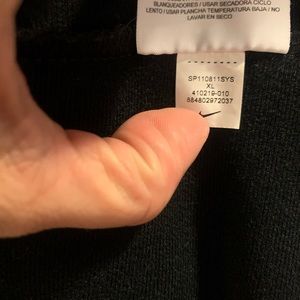 BLANQUEADORES / USAR SECADORA CICLO
LENTO / USAR PLANCHA TEMPERATURA BAJA / NO
LAVAR EN SECO
SP110811SYS
XL
410219-010
884802972037